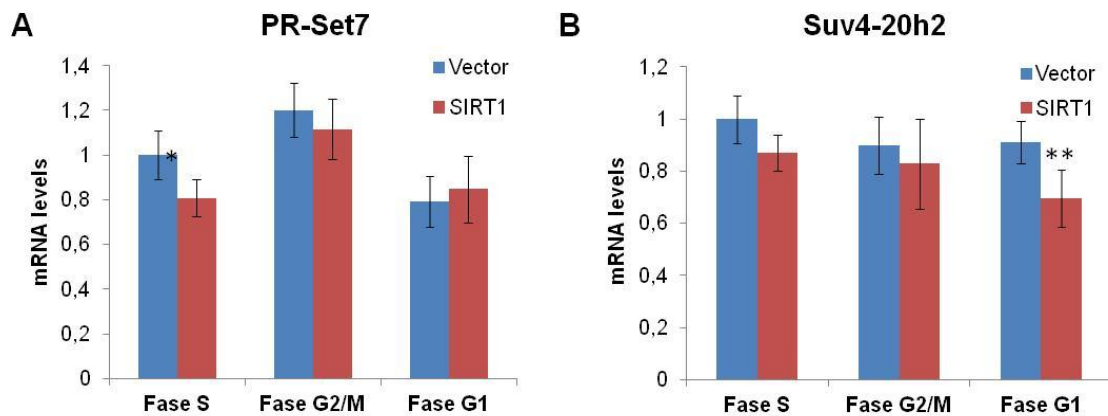 A
PR-Set7
mRNA levels
1,4
1,2
1
0,8
0,6
0,4
0,2
0
Vector
SIRT1
*
Fase S
Fase G2/M
Fase G1
B
Suv4-20h2
mRNA levels
1,2
1
0,8
0,6
0,4
0,2
0
Vector
SIRT1
**
Fase S
Fase G2/M
Fase G1